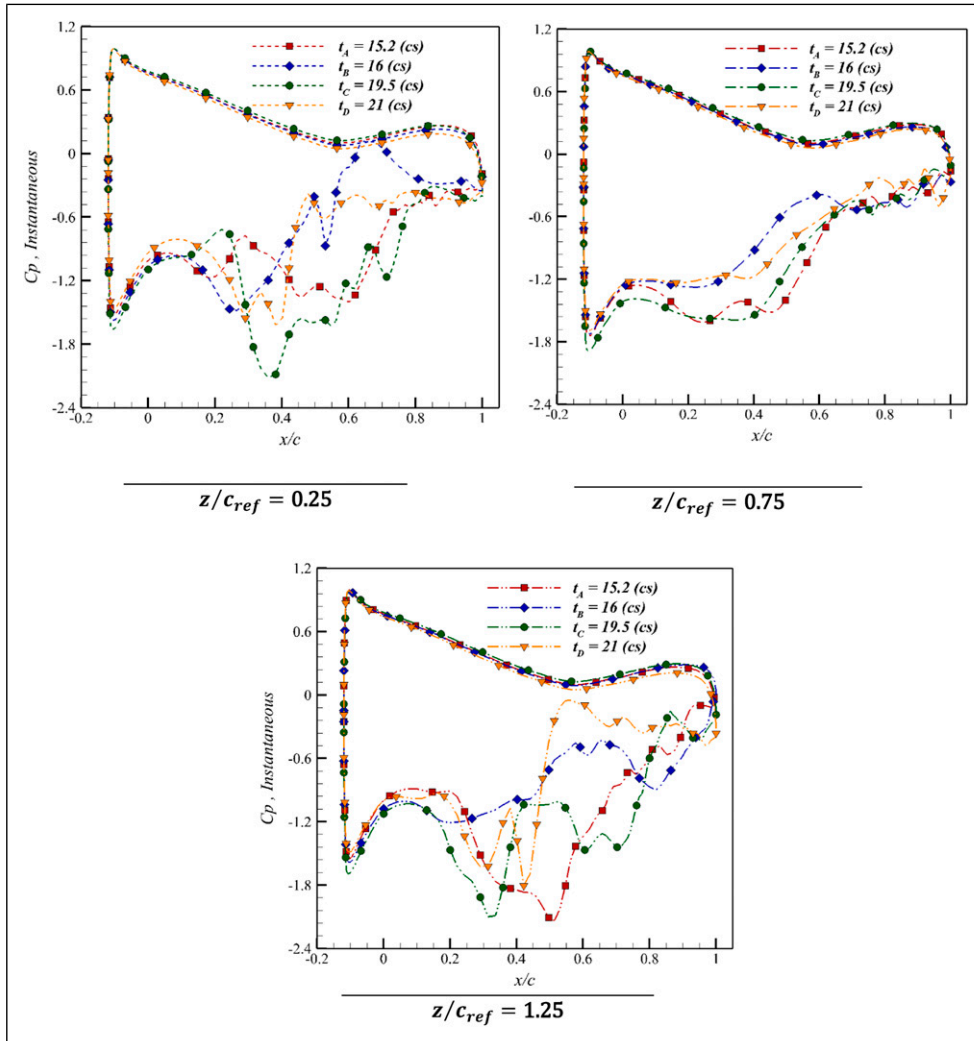 1.2
0.6
0
-0.6
-1.2
-1.8
-2.4
Cp , Instantaneous
t_A = 15.2 (cs)
t_B = 16 (cs)
t_C = 19.5 (cs)
t_D = 21 (cs)
-0.2 0 0.2 0.4 0.6 0.8 1
x/c
z/c_ref = 0.25
1.2
0.6
0
-0.6
-1.2
-1.8
-2.4
t_A = 15.2 (cs)
t_B = 16 (cs)
t_C = 19.5 (cs)
t_D = 21 (cs)
-0.2 0 0.2 0.4 0.6 0.8 1
x/c
z/c_ref = 0.75
1.2
0.6
0
-0.6
-1.2
-1.8
-2.4
Cp , Instantaneous
t_A = 15.2 (cs)
t_B = 16 (cs)
t_C = 19.5 (cs)
t_D = 21 (cs)
-0.2 0 0.2 0.4 0.6 0.8 1
x/c
z/c_ref = 1.25